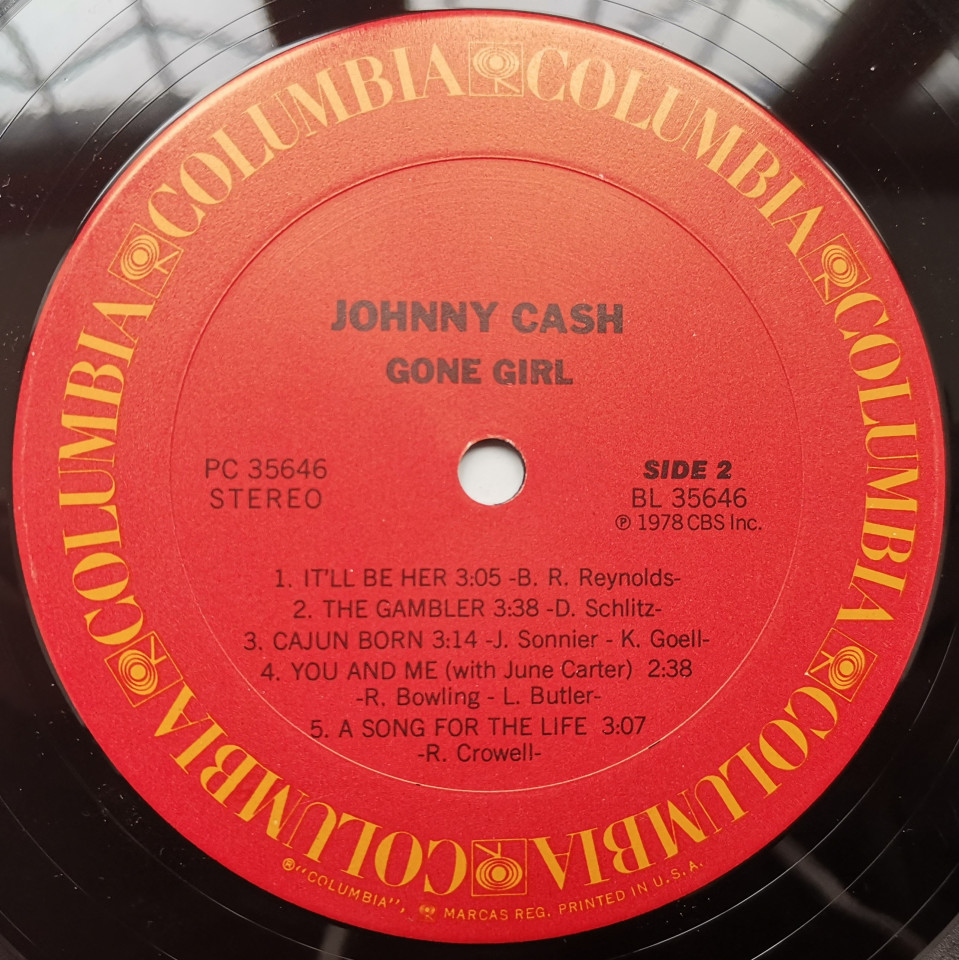 COLUMBIA COLUMBIA COLUMBIA COLUMBIA COLUMBIA COLUMBIA
JOHNNY CASH
GONE GIRL
PC 35646
STEREO
SIDE 2
BL 35646
℗ 1978 CBS Inc.
1. IT'LL BE HER 3:05 -B. R. Reynolds-
2. THE GAMBLER 3:38 -D. Schlitz-
3. CAJUN BORN 3:14 -J. Sonnier - K. Goell-
4. YOU AND ME (with June Carter) 2:38
-R. Bowling - L. Butler-
5. A SONG FOR THE LIFE 3:07
-R. Crowell-
®"COLUMBIA", MARCAS REG. PRINTED IN U.S.A.